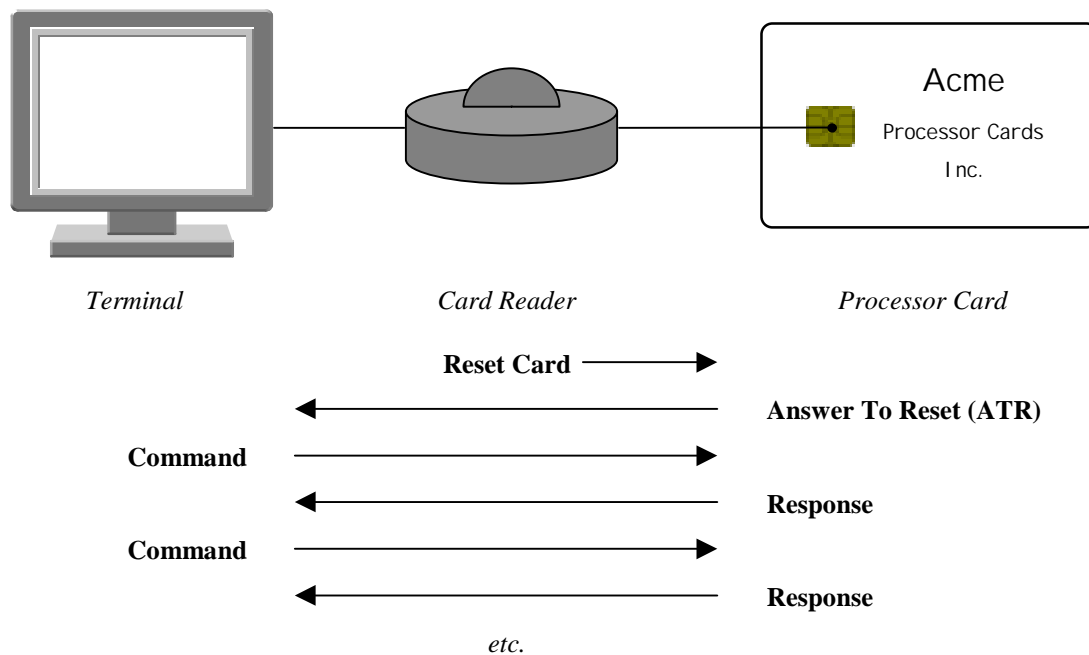 Acme
Processor Cards
Inc.
Terminal
Card Reader
Processor Card
Reset Card
Answer To Reset (ATR)
Command
Response
Command
Response
etc.